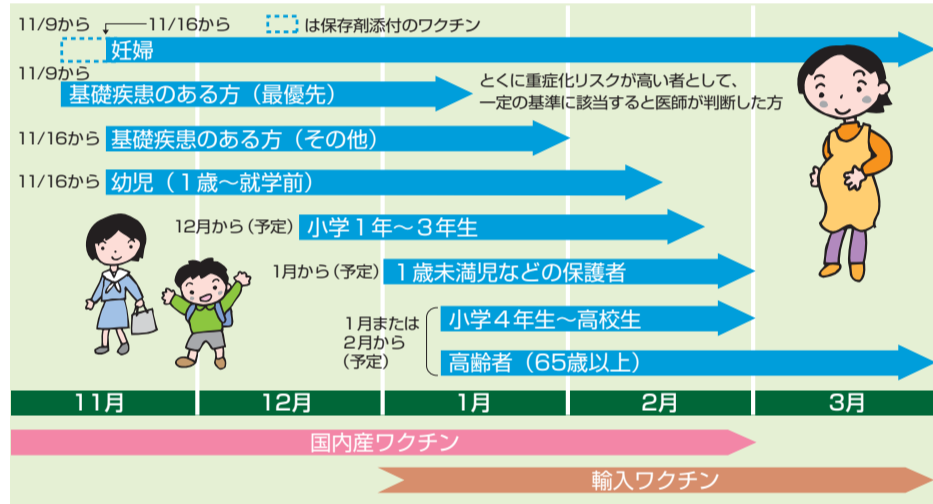 11/9から
11/16から
は保存剤添付のワクチン
妊婦
11/9から
基礎疾患のある方（最優先）
とくに重症化リスクが高い者として、
一定の基準に該当すると医師が判断した方
11/16から
基礎疾患のある方（その他）
11/16から
幼児（１歳～就学前）
12月から（予定）
小学１年～３年生
1月から（予定）
１歳未満児などの保護者
1月または
2月から
（予定）
小学４年生～高校生
高齢者（65歳以上）
11月
12月
1月
2月
3月
国内産ワクチン
輸入ワクチン